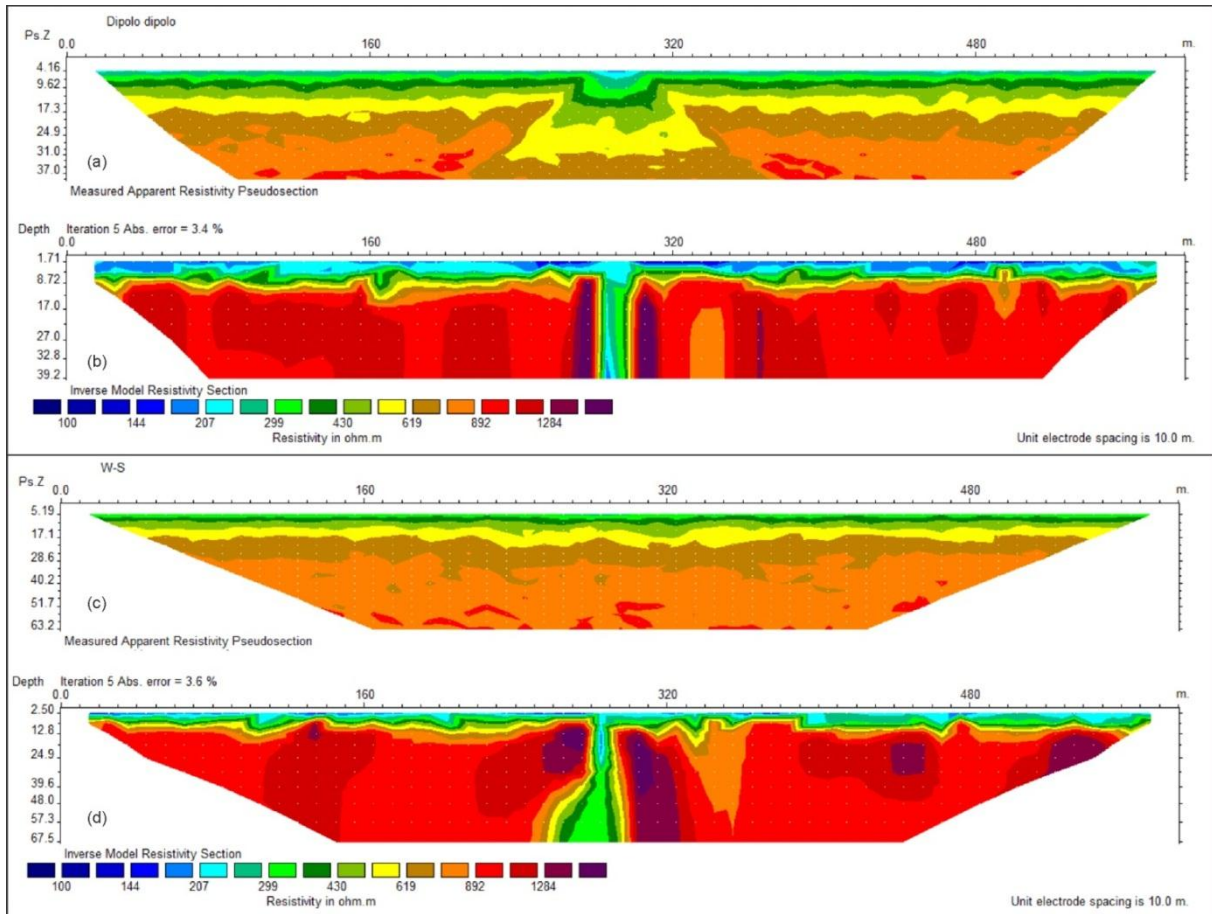 Dipolo dipolo
Ps.Z 0.0 160 320 480 m.
4.16
9.62
17.3
24.9
31.0
37.0
(a)
Measured Apparent Resistivity Pseudosection
Depth Iteration 5 Abs. error = 3.4 %
0.0 160 320 480 m.
1.71
8.72
17.0
27.0
32.8
39.2
(b)
Inverse Model Resistivity Section
100 144 207 299 430 619 892 1284
Resistivity in ohm.m
Unit electrode spacing is 10.0 m.
W-S
Ps.Z 0.0 160 320 480 m.
5.19
17.1
28.6
40.2
51.7
63.2
(c)
Measured Apparent Resistivity Pseudosection
Depth Iteration 5 Abs. error = 3.6 %
0.0 160 320 480 m.
2.50
12.8
24.9
39.6
48.0
57.3
67.5
(d)
Inverse Model Resistivity Section
100 144 207 299 430 619 892 1284
Resistivity in ohm.m
Unit electrode spacing is 10.0 m.